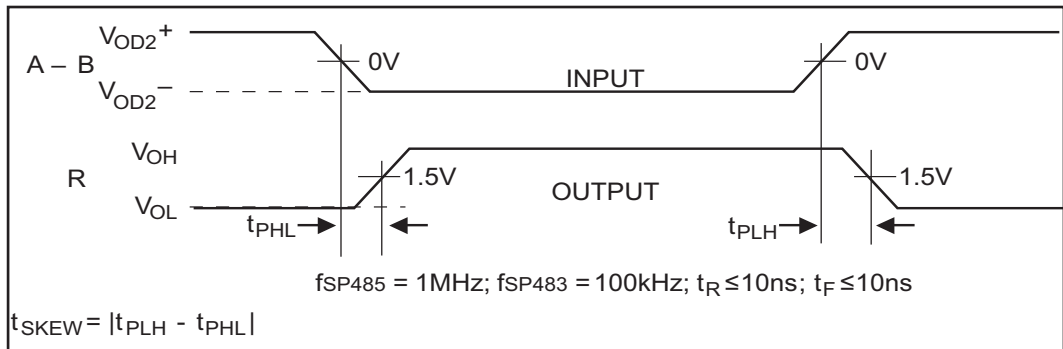 VOD2+
A – B
0V
0V
INPUT
VOD2–
VOH
R
1.5V
1.5V
OUTPUT
VOL
tPHL
tPLH
fSP485 = 1MHz; fSP483 = 100kHz; tR ≤10ns; tF ≤10ns
tSKEW = |tPLH - tPHL|